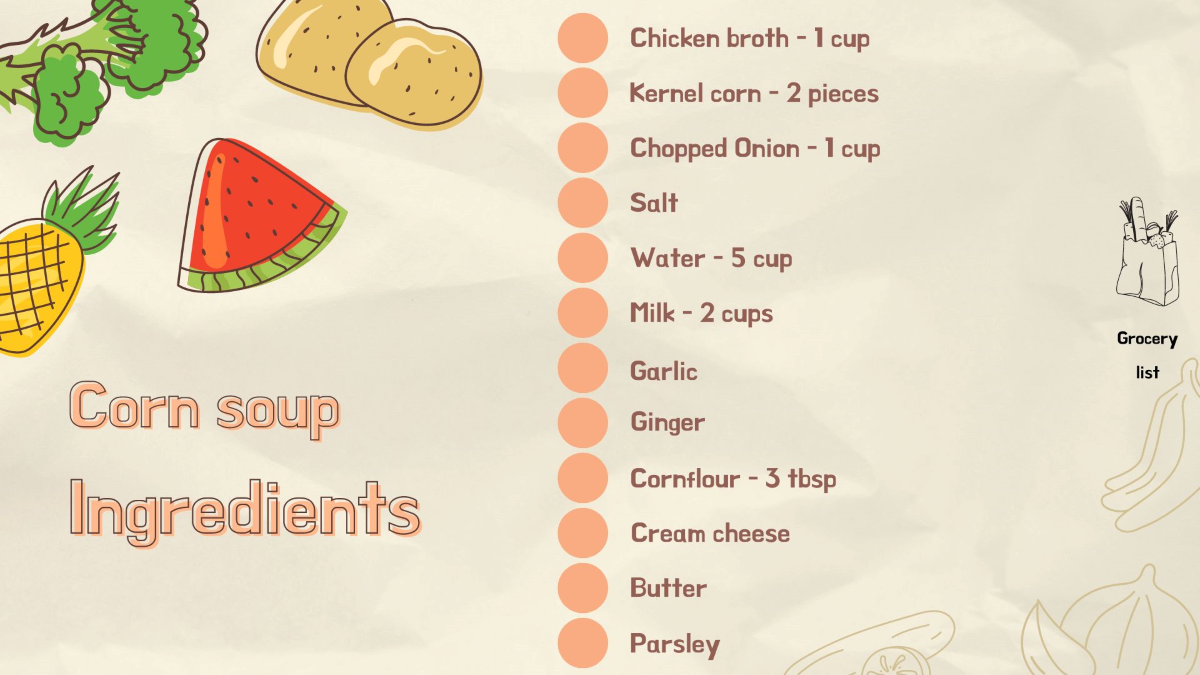 Corn soup
Ingredients
Chicken broth - 1 cup
Kernel corn - 2 pieces
Chopped Onion - 1 cup
Salt
Water - 5 cup
Milk - 2 cups
Garlic
Ginger
Cornflour - 3 tbsp
Cream cheese
Butter
Parsley
Grocery
list